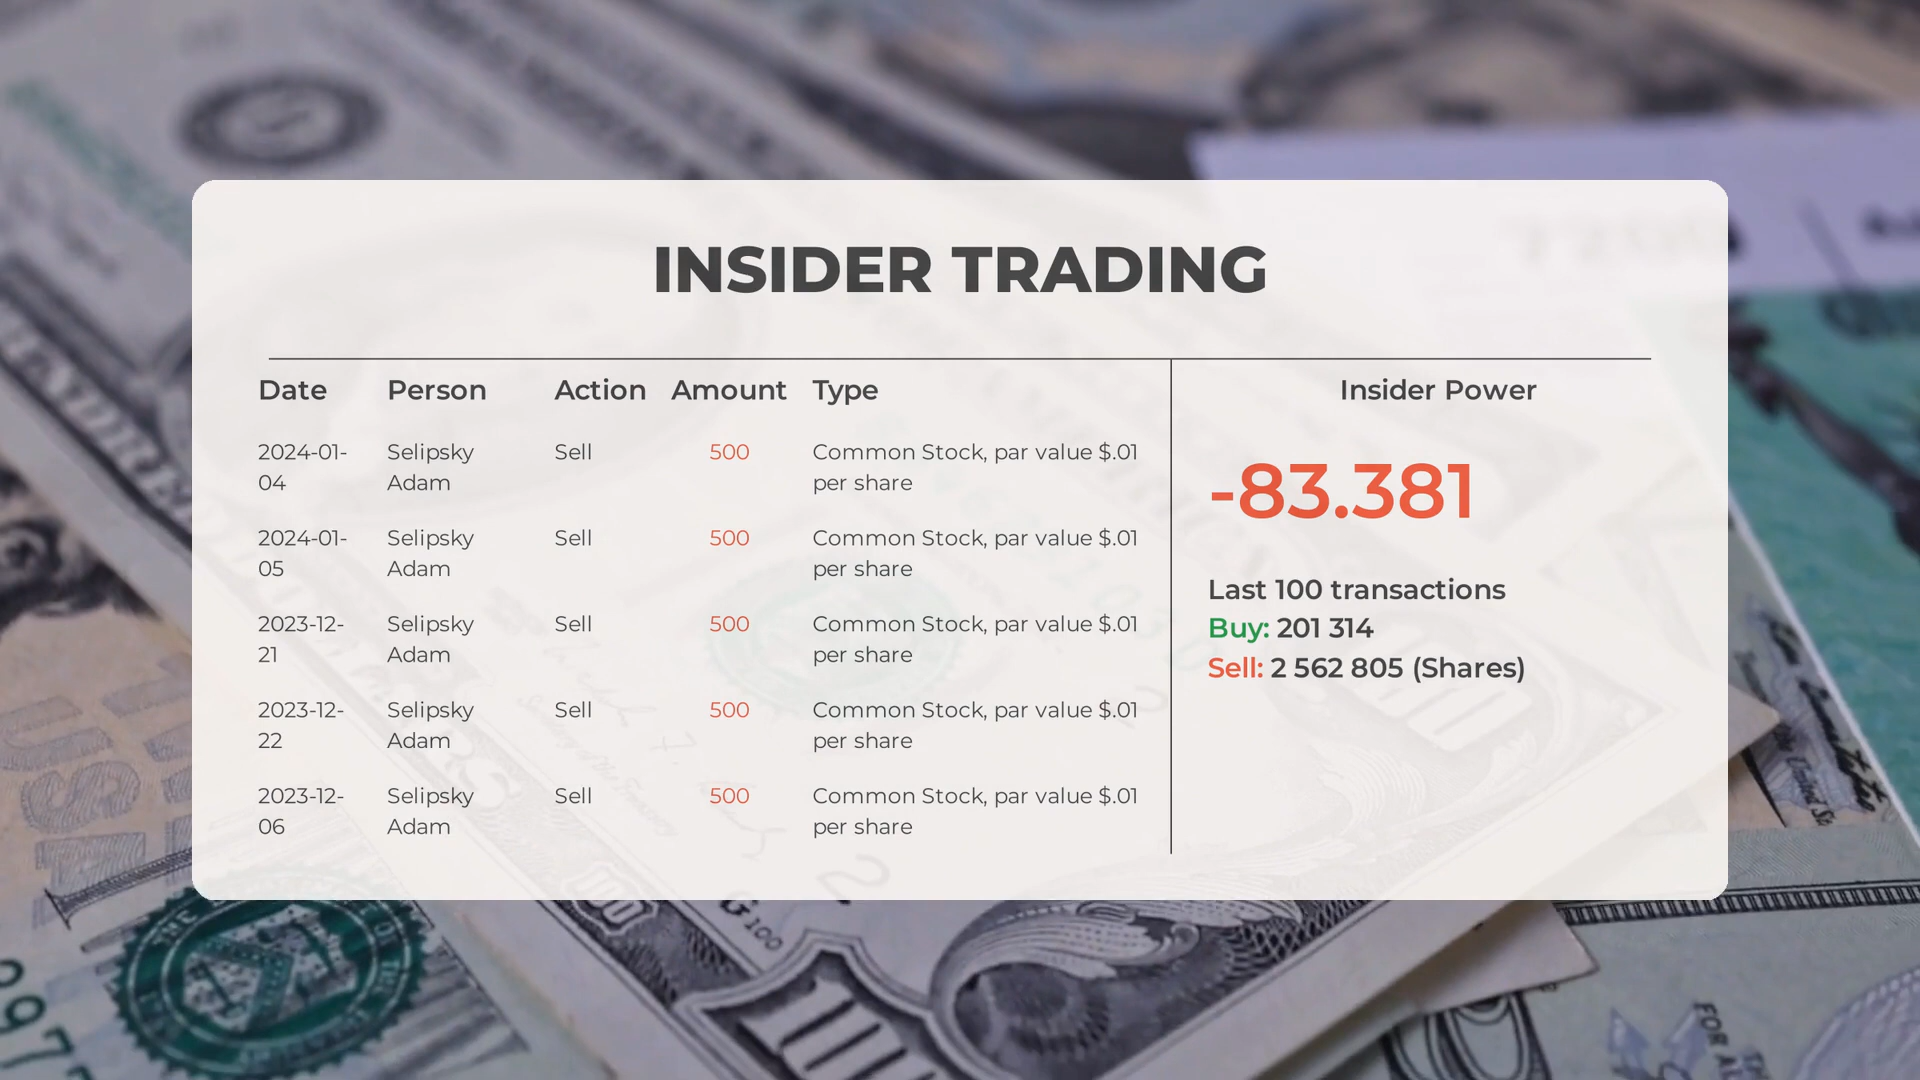 INSIDER TRADING
Date Person Action Amount Type
2024-01- Selipsky Sell 500 Common Stock, par value $.01
04 Adam per share
2024-01- Selipsky Sell 500 Common Stock, par value $.01
05 Adam per share
2023-12- Selipsky Sell 500 Common Stock, par value $.01
21 Adam per share
2023-12- Selipsky Sell 500 Common Stock, par value $.01
22 Adam per share
2023-12- Selipsky Sell 500 Common Stock, par value $.01
06 Adam per share
Insider Power
-83.381
Last 100 transactions
Buy: 201 314
Sell: 2 562 805 (Shares)
G 100
100
FOR A